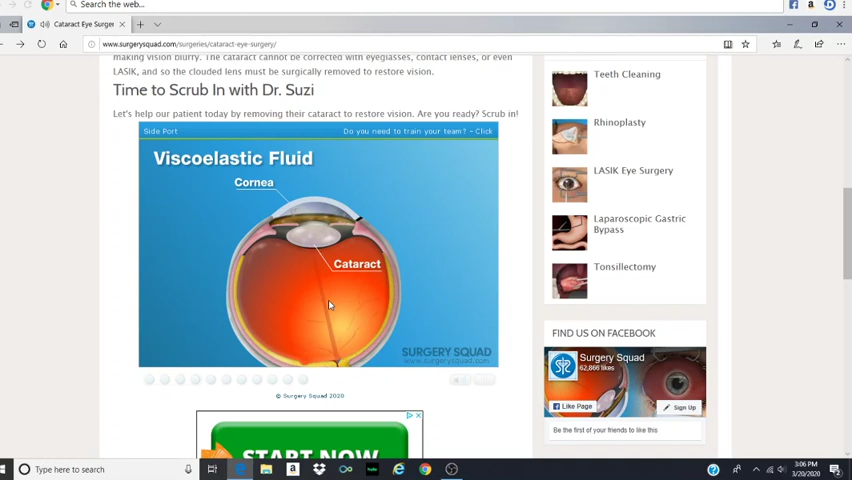 Search the web...
Cataract Eye Surger
www.surgerysquad.com/surgeries/cataract-eye-surgery/
making vision blurry. The cataract cannot be corrected with eyeglasses, contact lenses, or even
LASIK, and so the clouded lens must be surgically removed to restore vision.
Time to Scrub In with Dr. Suzi
Let's help our patient today by removing their cataract to restore vision. Are you ready? Scrub in!
Side Port
Do you need to train your team? - Click
Viscoelastic Fluid
Cornea
Cataract
SURGERY SQUAD
www.surgerysquad.com
© Surgery Squad 2020
START NOW
Teeth Cleaning
Rhinoplasty
LASIK Eye Surgery
Laparoscopic Gastric
Bypass
Tonsillectomy
FIND US ON FACEBOOK
Surgery Squad
62,866 likes
Like Page
Sign Up
Be the first of your friends to like this
Type here to search
3:06 PM
3/20/2020